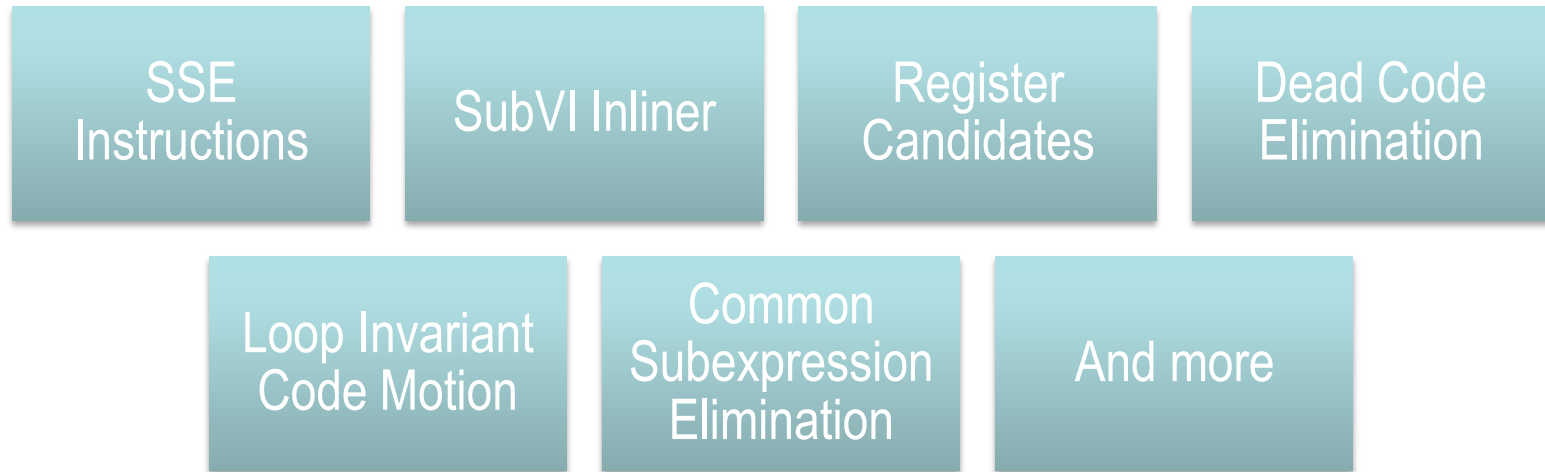 SSE
Instructions
SubVI Inliner
Register
Candidates
Dead Code
Elimination
Loop Invariant
Code Motion
Common
Subexpression
Elimination
And more